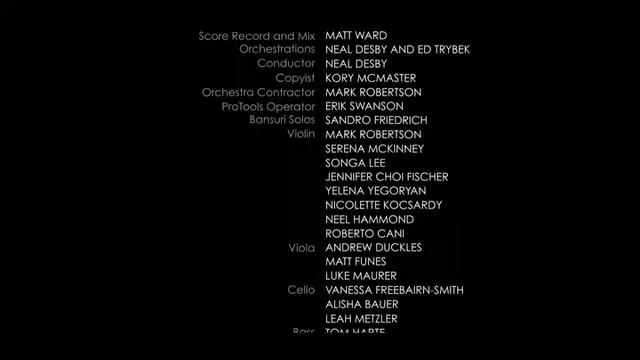 Score Record and Mix MATT WARD
Orchestrations NEAL DESBY AND ED TRYBEK
Conductor NEAL DESBY
Copyist KORY MCMASTER
Orchestra Contractor MARK ROBERTSON
ProTools Operator ERIK SWANSON
Bansuri Solos SANDRO FRIEDRICH
Violin MARK ROBERTSON
SERENA MCKINNEY
SONGA LEE
JENNIFER CHOI FISCHER
YELENA YEGORYAN
NICOLETTE KOCSARDY
NEEL HAMMOND
ROBERTO CANI
Viola ANDREW DUCKLES
MATT FUNES
LUKE MAURER
Cello VANESSA FREEBAIRN-SMITH
ALISHA BAUER
LEAH METZLER
Bass TOM HARTE